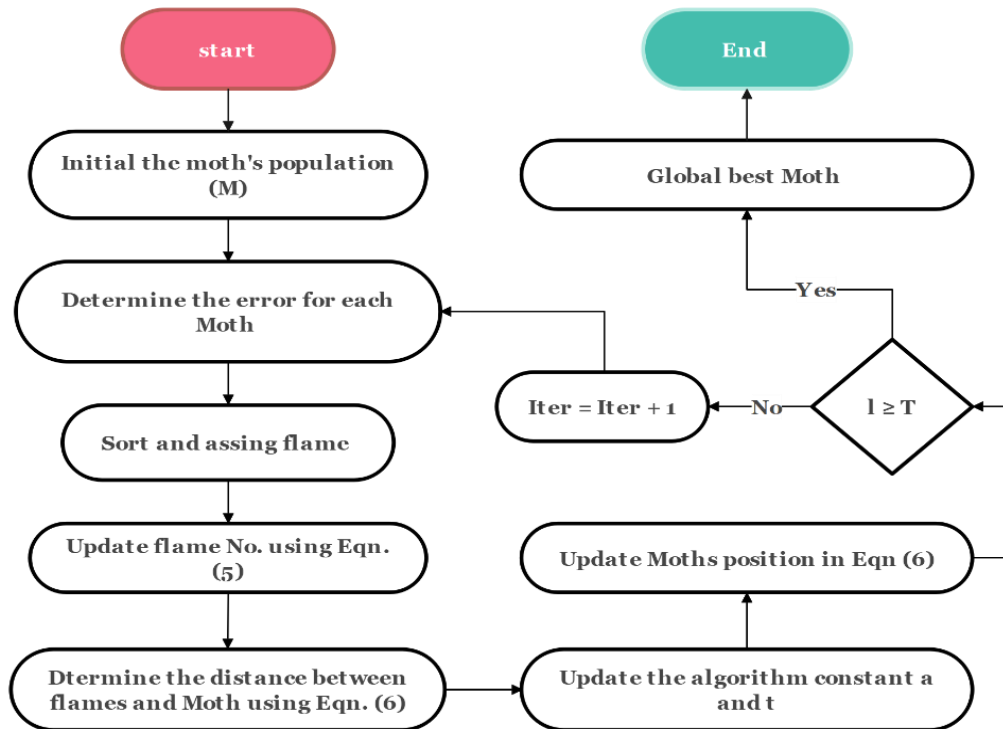 start
Initial the moth's population
(M)
Determine the error for each
Moth
Sort and assing flame
Update flame No. using Eqn.
(5)
Dtermine the distance between
flames and Moth using Eqn. (6)
Update the algorithm constant a
and t
Update Moths position in Eqn (6)
l ≥ T
No
Iter = Iter + 1
Yes
Global best Moth
End